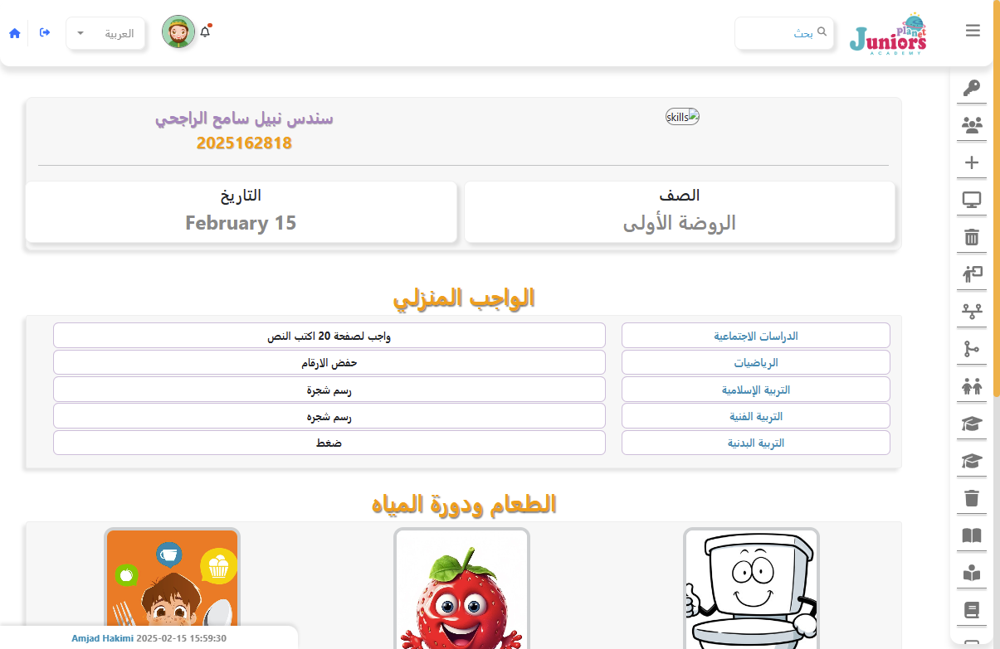 planet
Juniors
ACADEMY
بحث
العربية
skills
سندس نبيل سامح الراجحي
2025162818
الصف
الروضة الأولى
التاريخ
February 15
الواجب المنزلي
الدراسات الاجتماعية
واجب لصفحة 20 اكتب النص
الرياضيات
حفض الارقام
التربية الإسلامية
رسم شجرة
التربية الفنية
رسم شجره
التربية البدنية
ضغط
الطعام ودورة المياه
Amjad Hakimi 2025-02-15 15:59:30